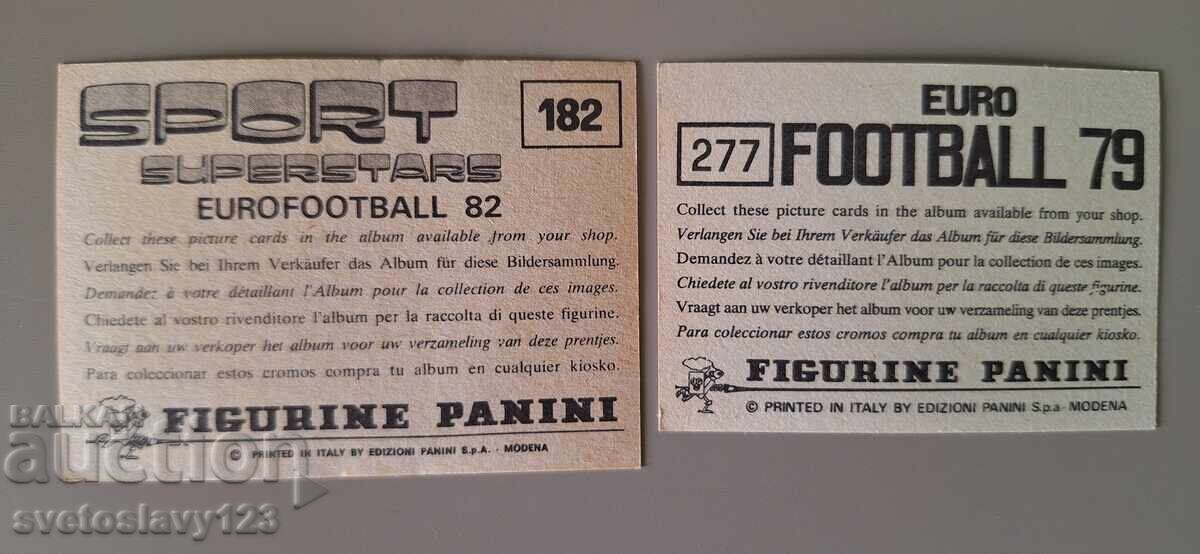 SPORT
182
SUPERSTARS
EUROFOOTBALL 82
Collect these picture cards in the album available from your shop.
Verlangen Sie bei Ihrem Verkäufer das Album für diese Bildersammlung.
Demandez à votre détaillant l'Album pour la collection de ces images.
Chiedete al vostro rivenditore l'album per la raccolta di queste figurine.
Vraagt aan uw verkoper het album voor uw verzameling van deze prentjes.
Para coleccionar estos cromos compra tu album en cualquier kiosko.
FIGURINE PANINI
© PRINTED IN ITALY BY EDIZIONI PANINI S.p.A. - MODENA
EURO
277 FOOTBALL 79
Collect these picture cards in the album available from your shop.
Verlangen Sie bei Ihrem Verkäufer das Album für diese Bildersammlung.
Demandez à votre détaillant l'Album pour la collection de ces images.
Chiedete al vostro rivenditore l'album per la raccolta di queste figurine.
Vraagt aan uw verkoper het album voor uw verzameling van deze prentjes.
Para coleccionar estos cromos compra tu album en cualquier kiosko.
FIGURINE PANINI
© PRINTED IN ITALY BY EDIZIONI PANINI S.p.a - MODENA
BALKAN
auction
svetoslavy123